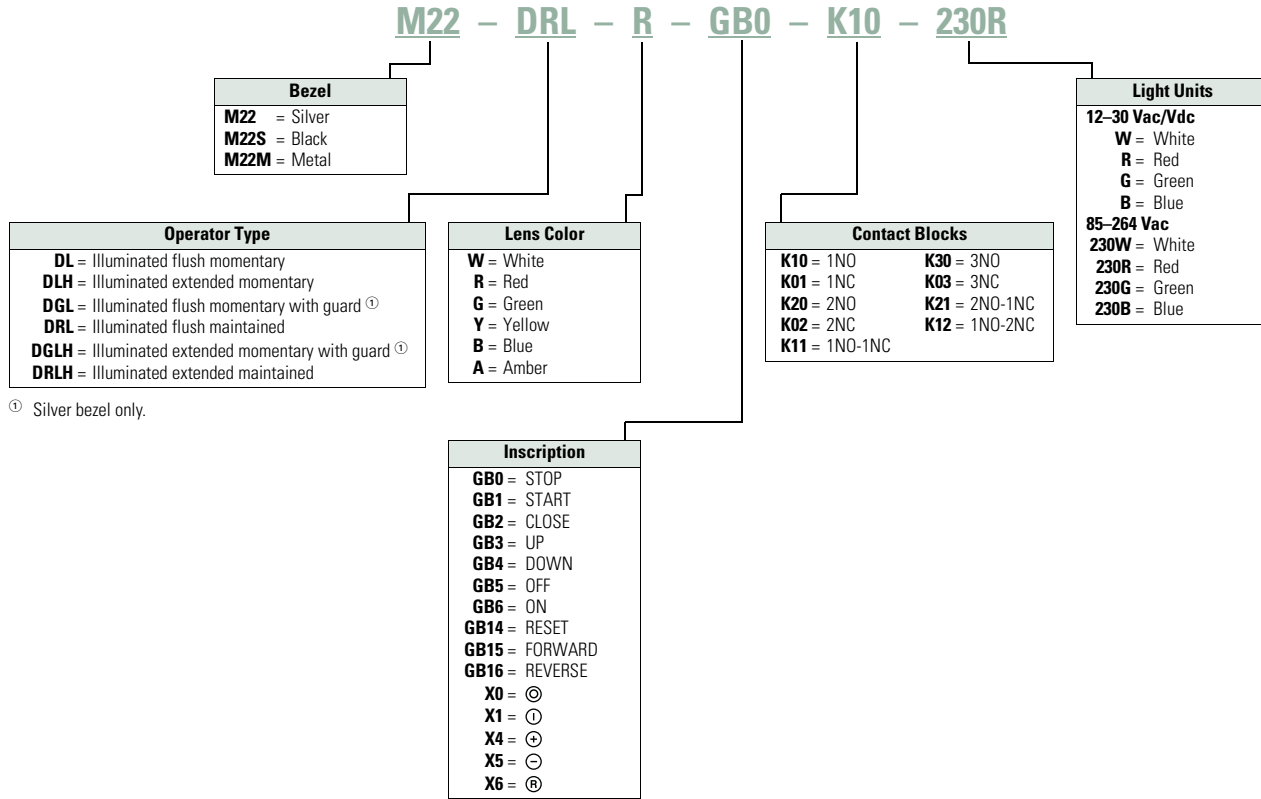 M22 – DRL – R – GB0 – K10 – 230R
Bezel
M22 = Silver
M22S = Black
M22M = Metal
Light Units
12–30 Vac/Vdc
W = White
R = Red
G = Green
B = Blue
85–264 Vac
230W = White
230R = Red
230G = Green
230B = Blue
Operator Type
DL = Illuminated flush momentary
DLH = Illuminated extended momentary
DGL = Illuminated flush momentary with guard ①
DRL = Illuminated flush maintained
DGLH = Illuminated extended momentary with guard ①
DRLH = Illuminated extended maintained
① Silver bezel only.
Lens Color
W = White
R = Red
G = Green
Y = Yellow
B = Blue
A = Amber
Contact Blocks
K10 = 1NO K30 = 3NO
K01 = 1NC K03 = 3NC
K20 = 2NO K21 = 2NO-1NC
K02 = 2NC K12 = 1NO-2NC
K11 = 1NO-1NC
Inscription
GB0 = STOP
GB1 = START
GB2 = CLOSE
GB3 = UP
GB4 = DOWN
GB5 = OFF
GB6 = ON
GB14 = RESET
GB15 = FORWARD
GB16 = REVERSE
X0 = ◎
X1 = ⏼
X4 = ⊕
X5 = ⊖
X6 = Ⓡ